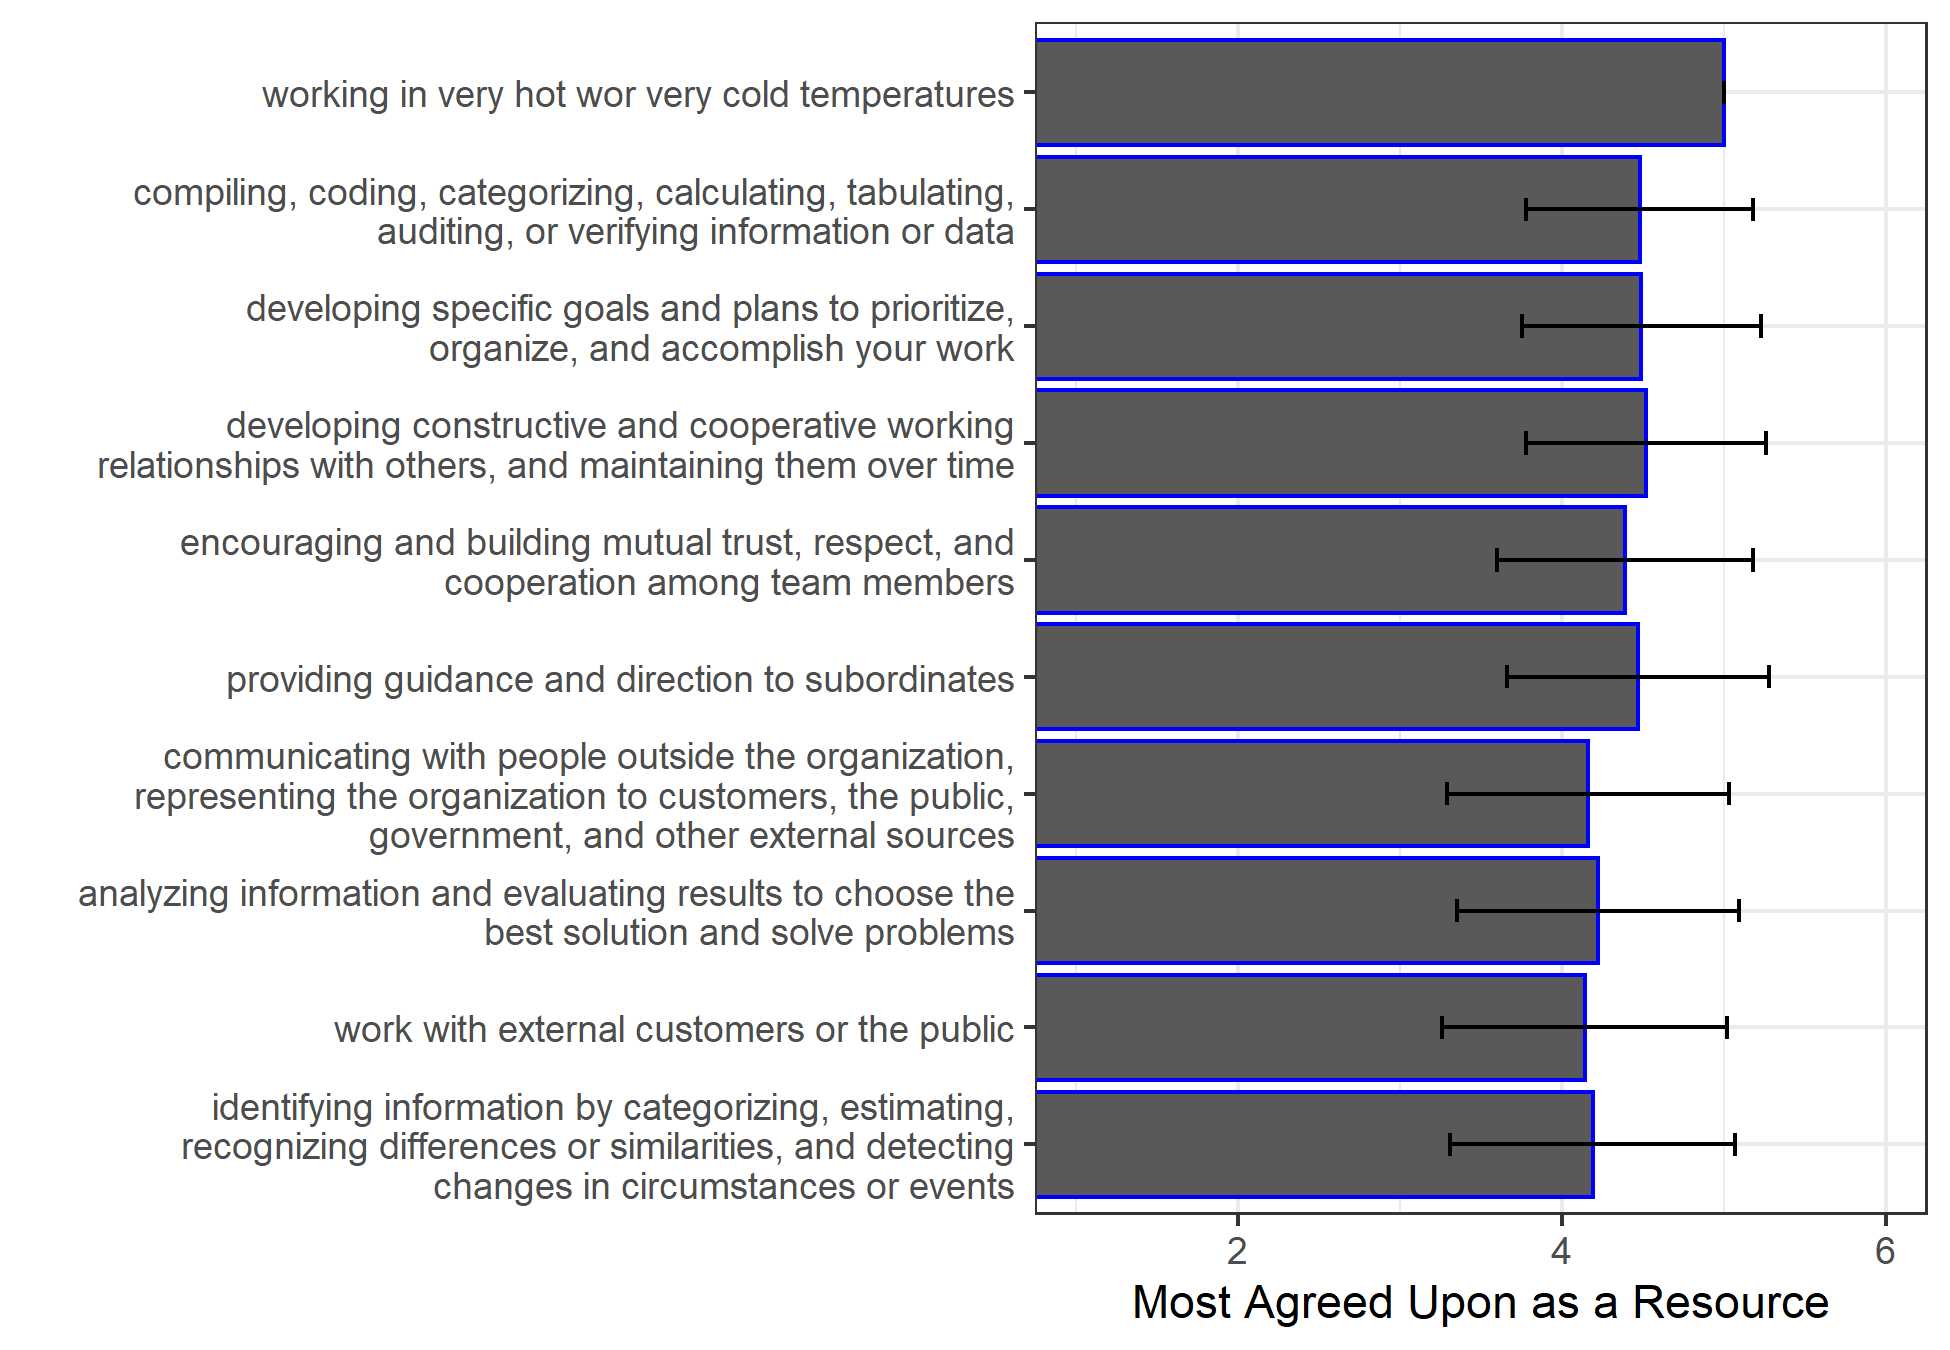 working in very hot wor very cold temperatures
compiling, coding, categorizing, calculating, tabulating,
auditing, or verifying information or data
developing specific goals and plans to prioritize,
organize, and accomplish your work
developing constructive and cooperative working
relationships with others, and maintaining them over time
encouraging and building mutual trust, respect, and
cooperation among team members
providing guidance and direction to subordinates
communicating with people outside the organization,
representing the organization to customers, the public,
government, and other external sources
analyzing information and evaluating results to choose the
best solution and solve problems
work with external customers or the public
identifying information by categorizing, estimating,
recognizing differences or similarities, and detecting
changes in circumstances or events
2 4 6
Most Agreed Upon as a Resource